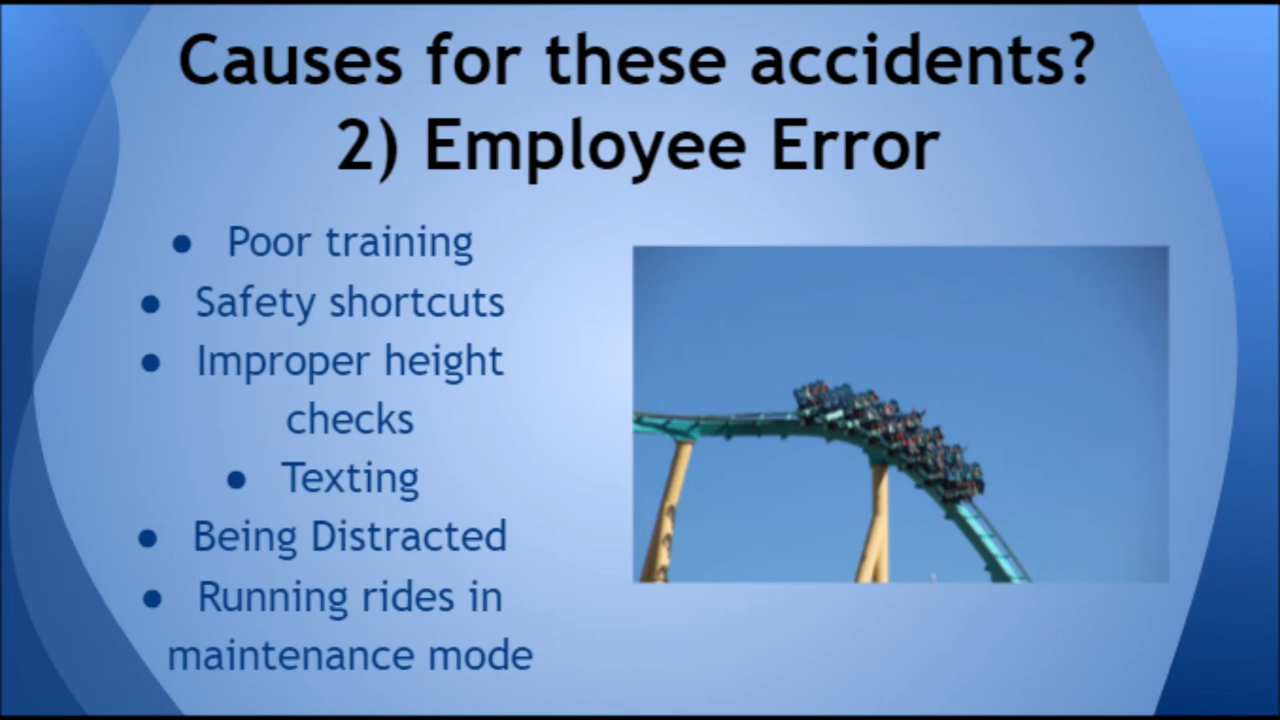 Causes for these accidents?
2) Employee Error
● Poor training
● Safety shortcuts
● Improper height
checks
● Texting
● Being Distracted
● Running rides in
maintenance mode